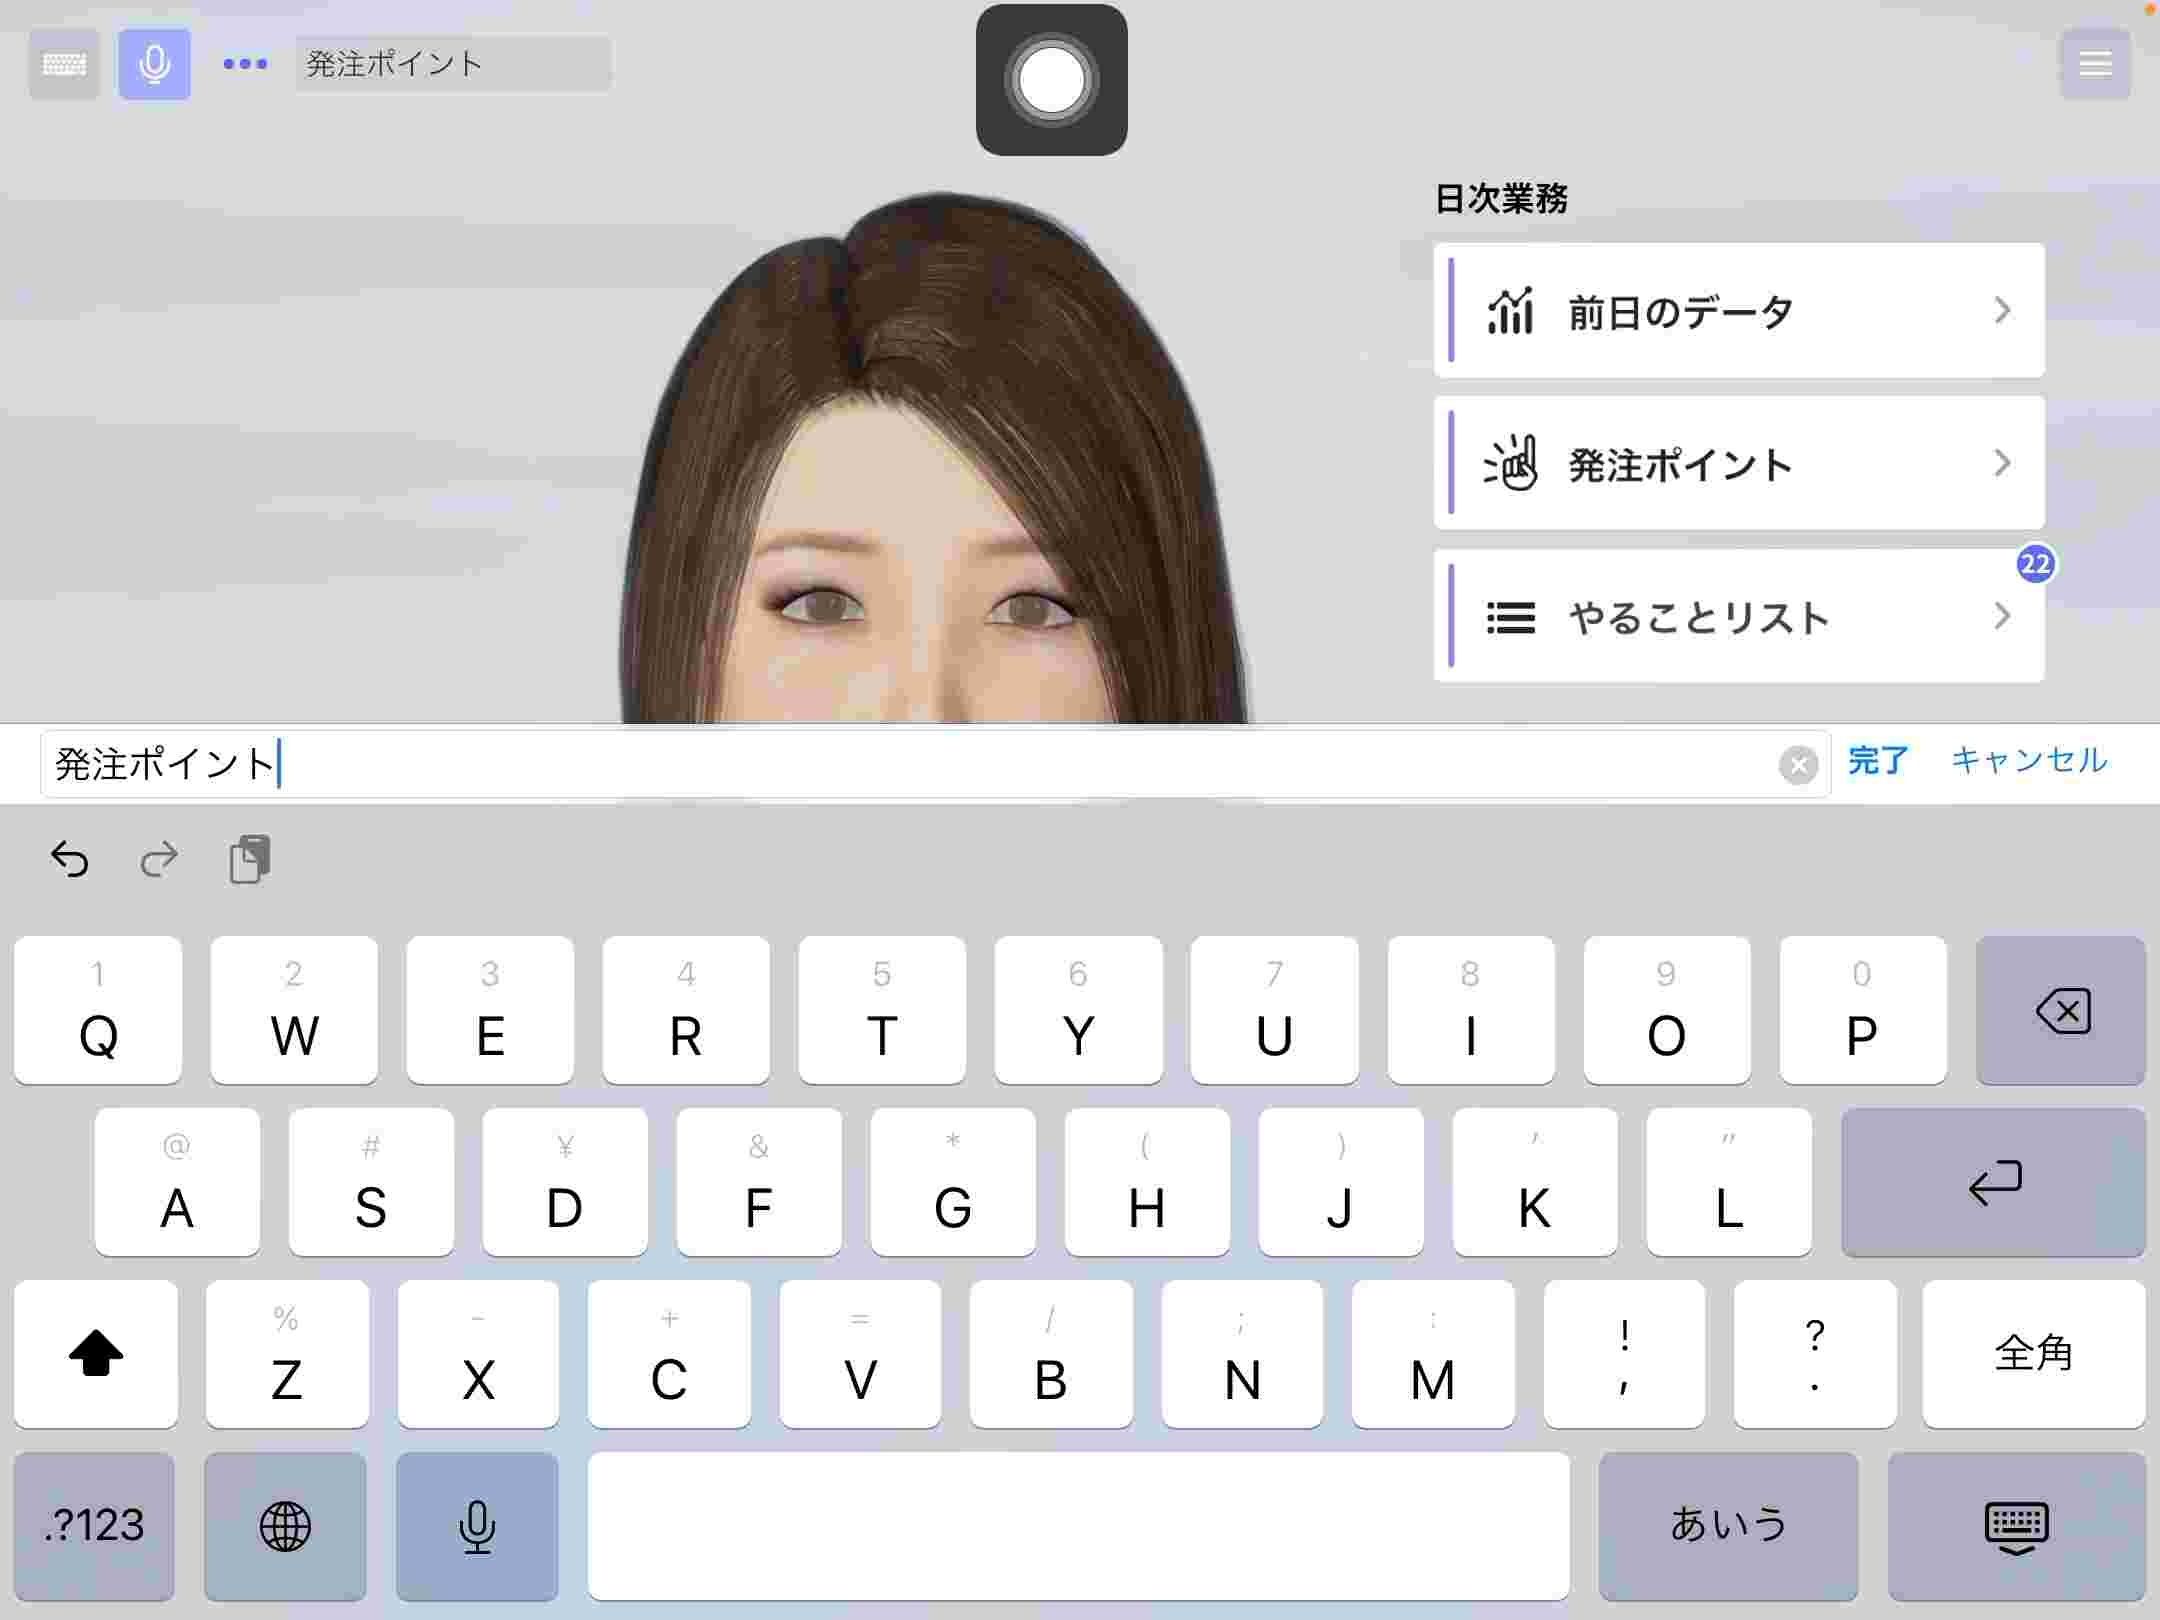 発注ポイント
日次業務
前日のデータ
発注ポイント
22
やることリスト
発注ポイント 完了 キャンセル
1 2 3 4 5 6 7 8 9 0
Q W E R T Y U I O P
@ # ¥ & * ( ) ' "
A S D F G H J K L
% - + = / ; : ! ?
Z X C V B N M , . 全角
.?123 あいう